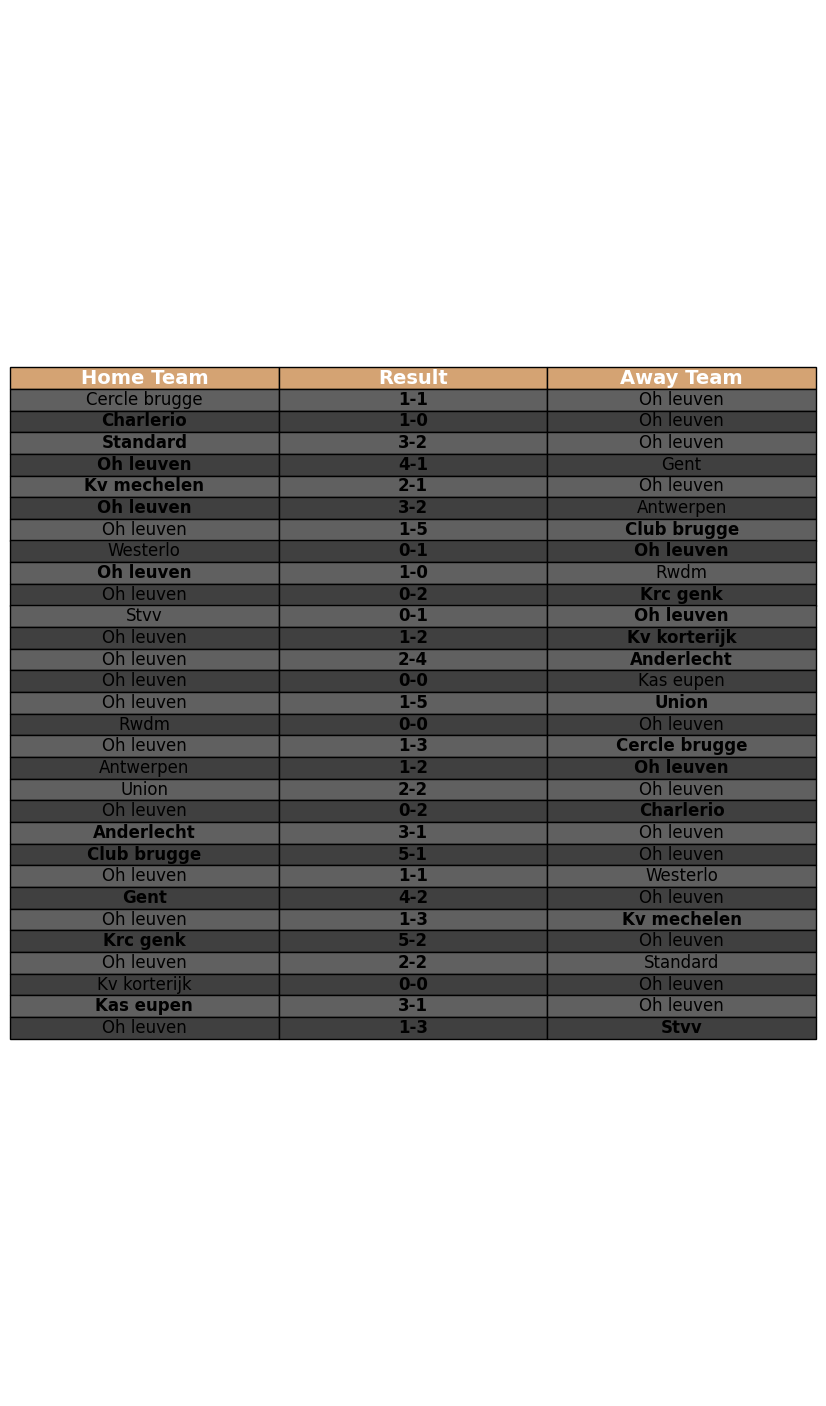 Home Team Result Away Team
Cercle brugge 1-1 Oh leuven
Charlerio 1-0 Oh leuven
Standard 3-2 Oh leuven
Oh leuven 4-1 Gent
Kv mechelen 2-1 Oh leuven
Oh leuven 3-2 Antwerpen
Oh leuven 1-5 Club brugge
Westerlo 0-1 Oh leuven
Oh leuven 1-0 Rwdm
Oh leuven 0-2 Krc genk
Stvv 0-1 Oh leuven
Oh leuven 1-2 Kv korterijk
Oh leuven 2-4 Anderlecht
Oh leuven 0-0 Kas eupen
Oh leuven 1-5 Union
Rwdm 0-0 Oh leuven
Oh leuven 1-3 Cercle brugge
Antwerpen 1-2 Oh leuven
Union 2-2 Oh leuven
Oh leuven 0-2 Charlerio
Anderlecht 3-1 Oh leuven
Club brugge 5-1 Oh leuven
Oh leuven 1-1 Westerlo
Gent 4-2 Oh leuven
Oh leuven 1-3 Kv mechelen
Krc genk 5-2 Oh leuven
Oh leuven 2-2 Standard
Kv korterijk 0-0 Oh leuven
Kas eupen 3-1 Oh leuven
Oh leuven 1-3 Stvv